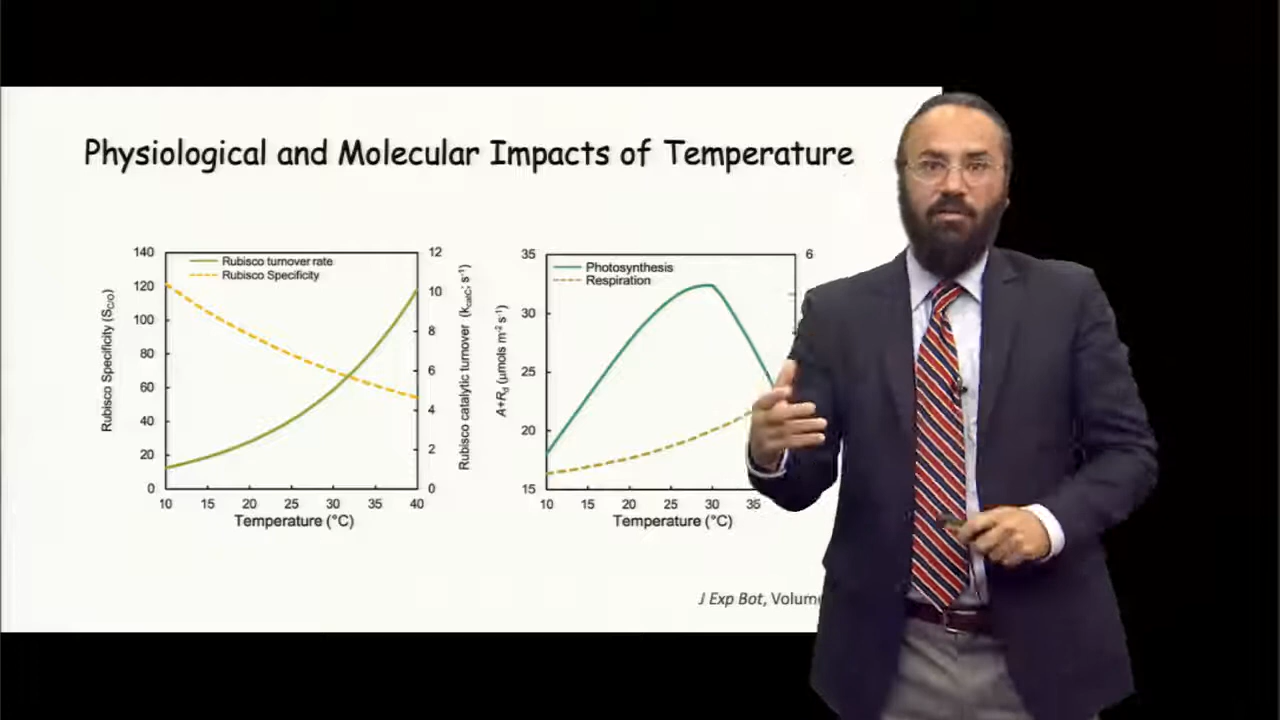 Physiological and Molecular Impacts of Temperature
Rubisco turnover rate
Rubisco Specificity
Rubisco Specificity (SC/O)
140
120
100
80
60
40
20
0
12
10
8
6
4
2
0
Rubisco catalytic turnover (kcatC; s-1)
10 15 20 25 30 35 40
Temperature (°C)
Photosynthesis
Respiration
A+Rd (µmols m-2 s-1)
35
30
25
20
15
6
10 15 20 25 30 35
Temperature (°C)
J Exp Bot,